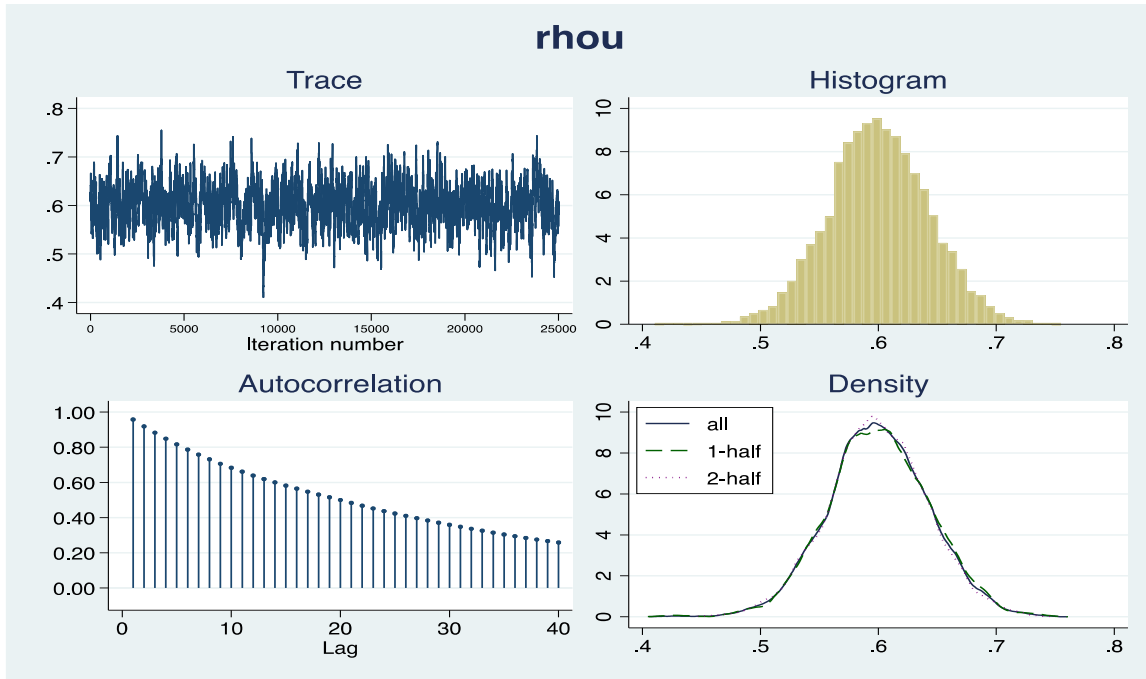 rhou
Trace
.8
.7
.6
.5
.4
0 5000 10000 15000 20000 25000
Iteration number
Histogram
10
8
6
4
2
0
.4 .5 .6 .7 .8
Autocorrelation
1.00
0.80
0.60
0.40
0.20
0.00
0 10 20 30 40
Lag
Density
10
8
6
4
2
0
all
1-half
2-half
.4 .5 .6 .7 .8